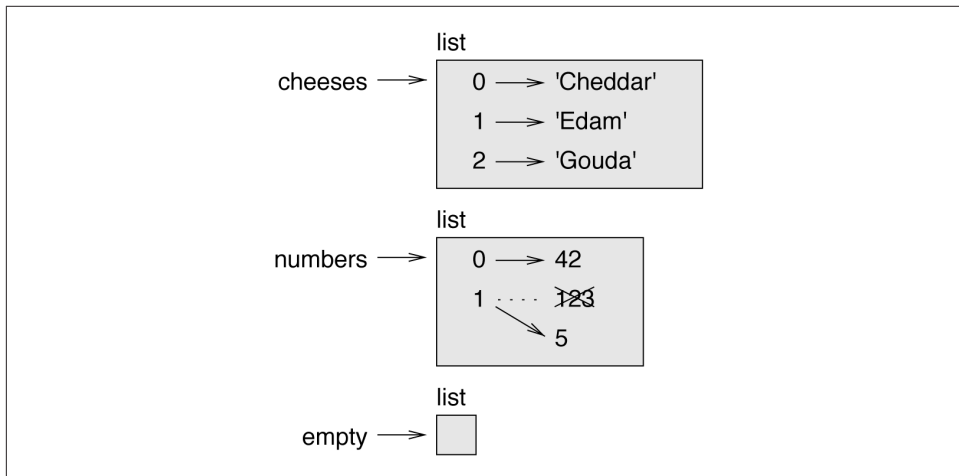 list
cheeses
0 'Cheddar'
1 'Edam'
2 'Gouda'
list
numbers
0 42
1 123
5
list
empty